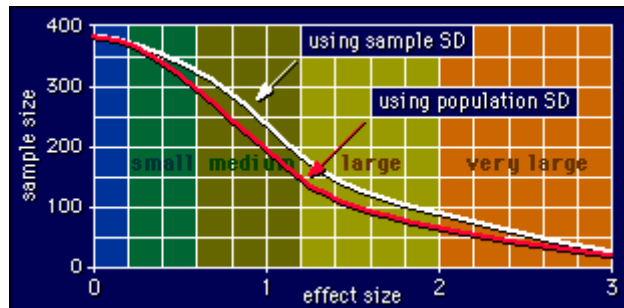 400
using sample SD
300
using population SD
sample size
200
small medium large very large
100
0
0 1 2 3
effect size